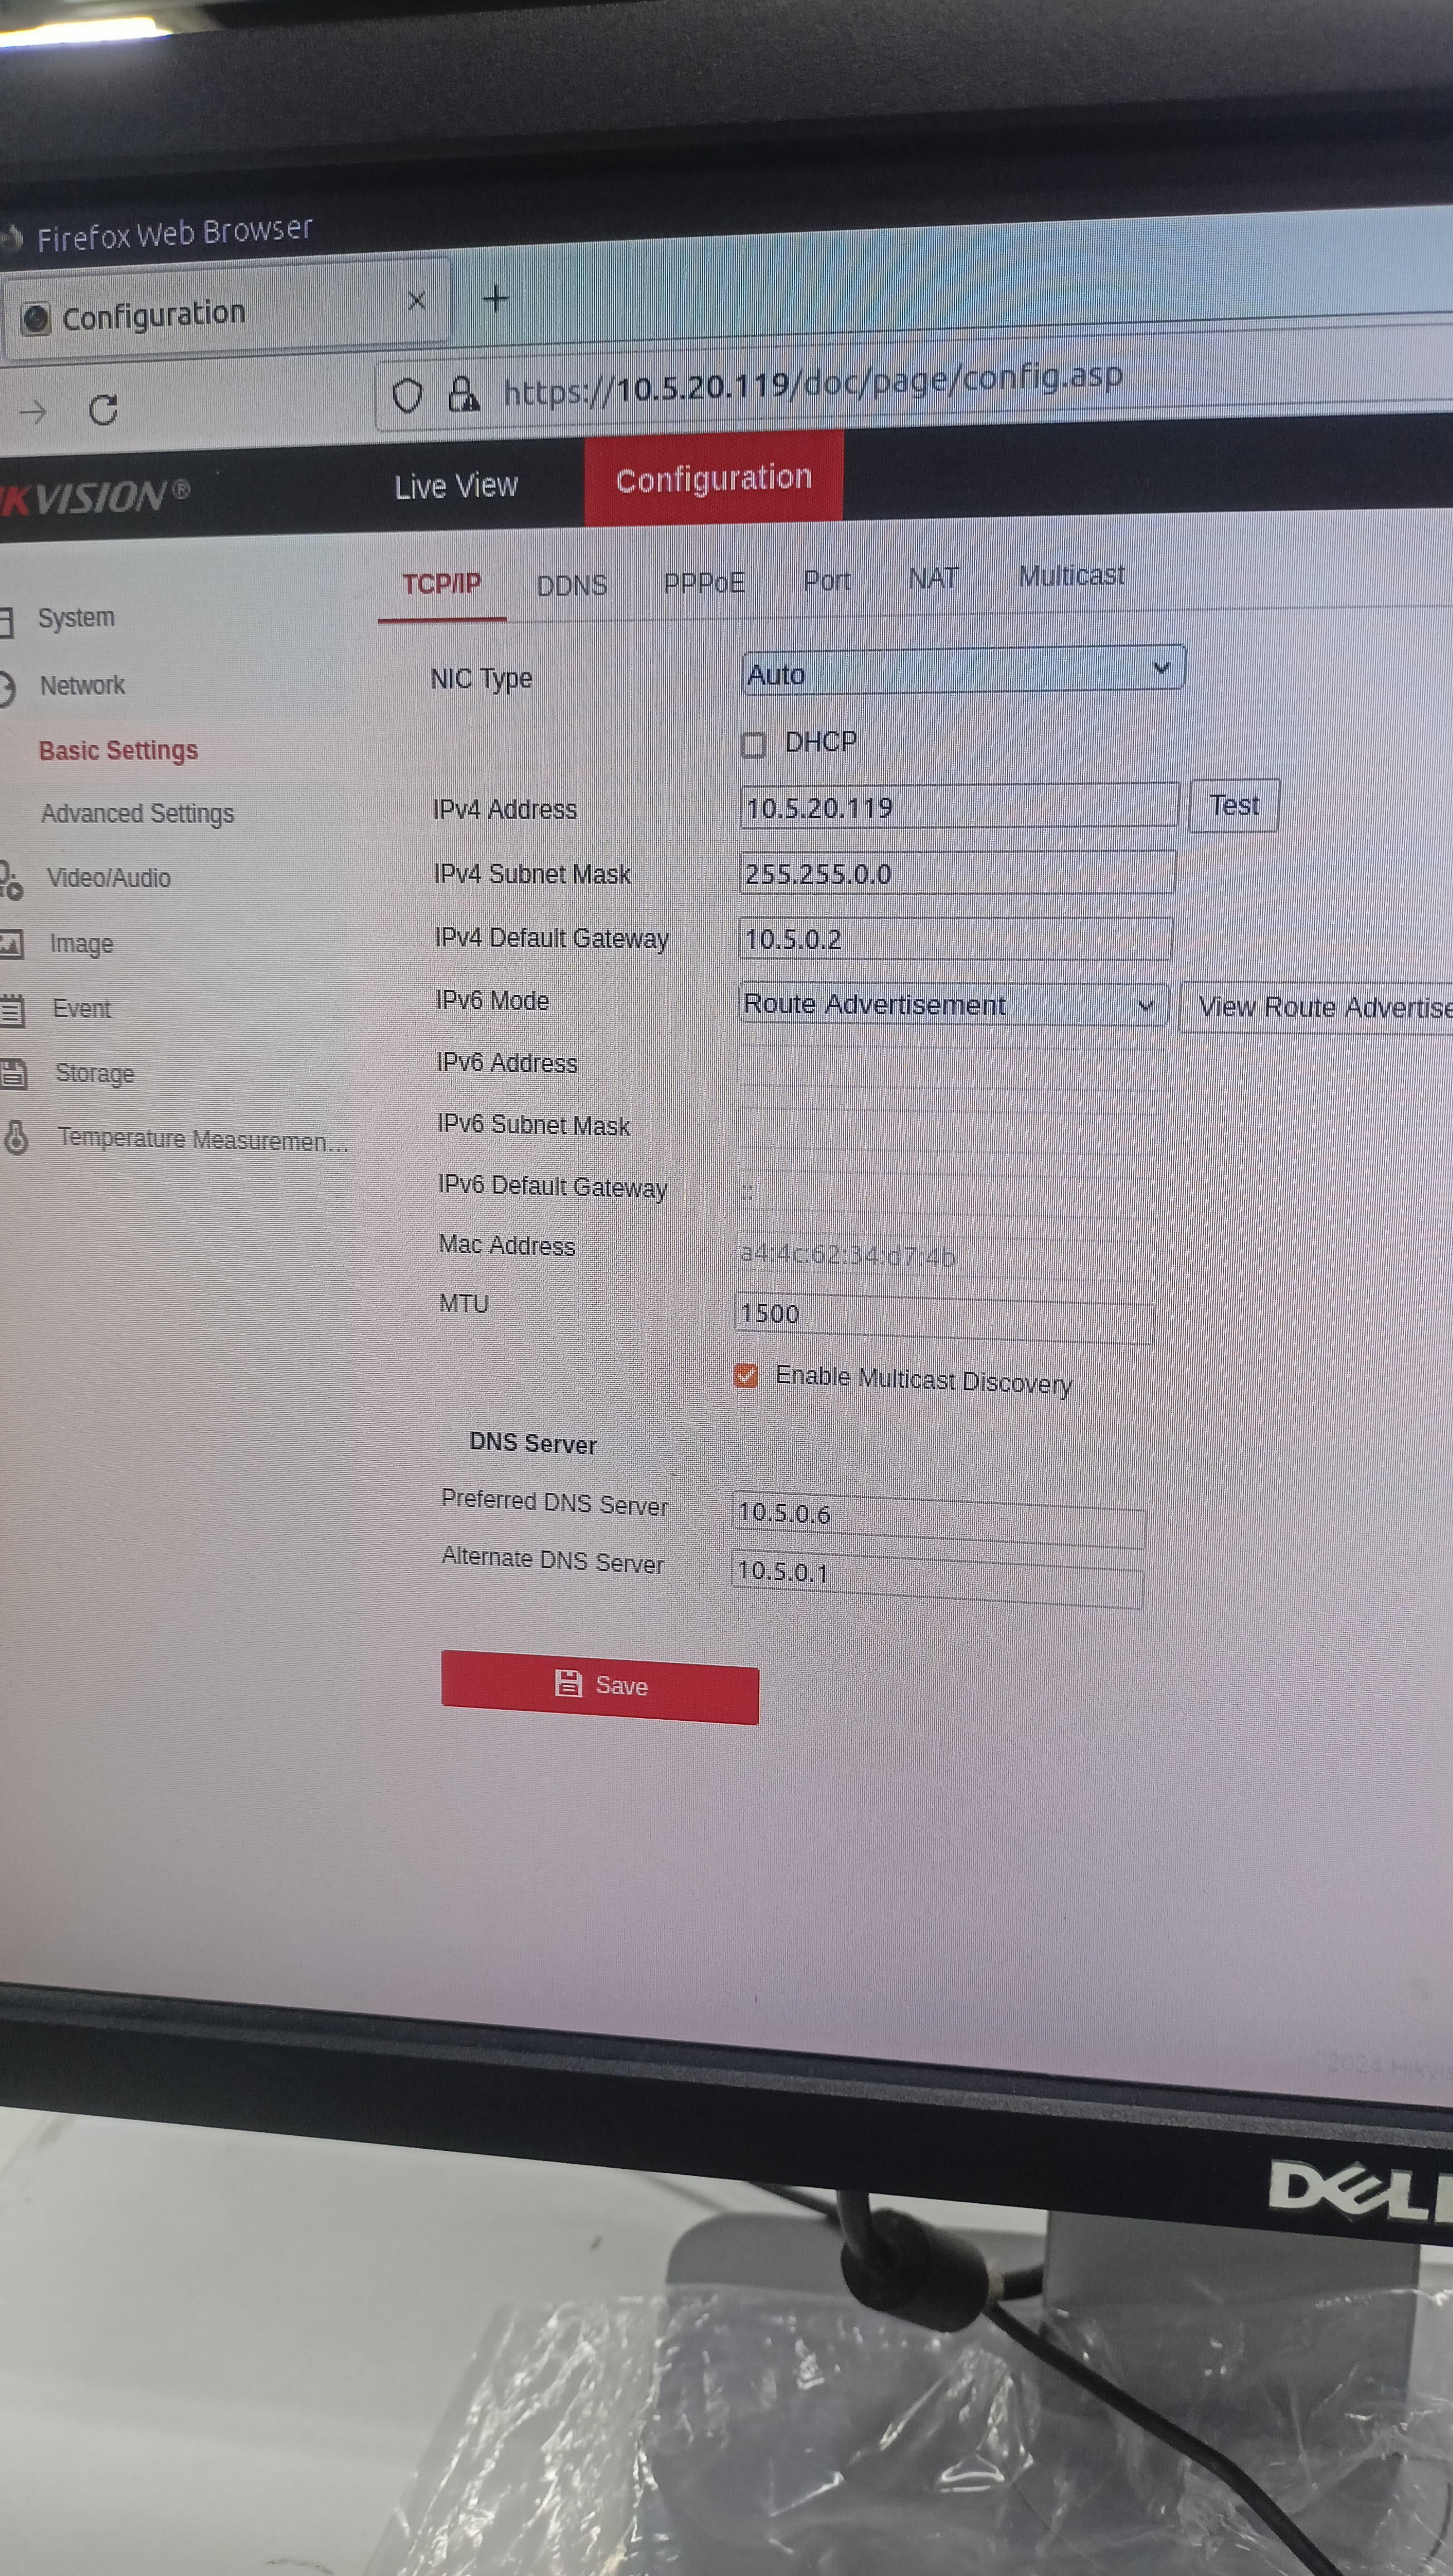 Firefox Web Browser
Configuration
https://10.5.20.119/doc/page/config.asp
IKVISION®
Live View
Configuration
TCP/IP
DDNS
PPPoE
Port
NAT
Multicast
System
Network
Basic Settings
Advanced Settings
Video/Audio
Image
Event
Storage
Temperature Measuremen...
NIC Type
Auto
DHCP
IPv4 Address
10.5.20.119
Test
IPv4 Subnet Mask
255.255.0.0
IPv4 Default Gateway
10.5.0.2
IPv6 Mode
Route Advertisement
View Route Advertise
IPv6 Address
IPv6 Subnet Mask
IPv6 Default Gateway
::
Mac Address
a4:4c:62:34:d7:4b
MTU
1500
Enable Multicast Discovery
DNS Server
Preferred DNS Server
10.5.0.6
Alternate DNS Server
10.5.0.1
Save
DELL